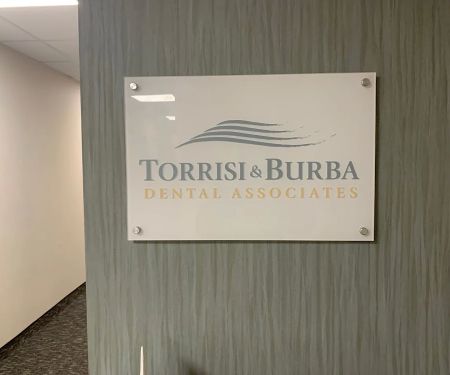 TORRISI & BURBA
DENTAL ASSOCIATES